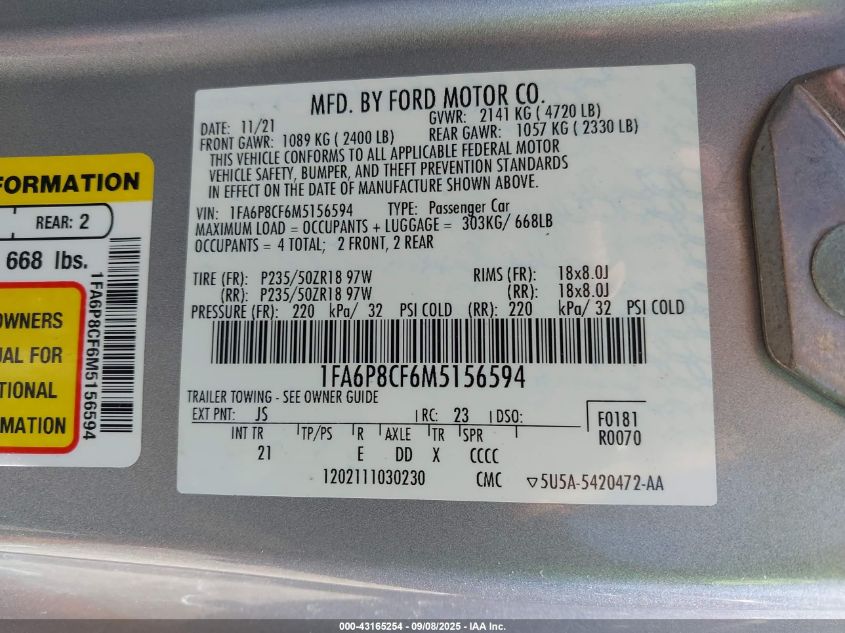 MFD. BY FORD MOTOR CO.
DATE: 11/21 GVWR: 2141 KG ( 4720 LB)
FRONT GAWR: 1089 KG ( 2400 LB) REAR GAWR: 1057 KG ( 2330 LB)
THIS VEHICLE CONFORMS TO ALL APPLICABLE FEDERAL MOTOR
VEHICLE SAFETY, BUMPER, AND THEFT PREVENTION STANDARDS
IN EFFECT ON THE DATE OF MANUFACTURE SHOWN ABOVE.
VIN: 1FA6P8CF6M5156594 TYPE: Passenger Car
MAXIMUM LOAD = OCCUPANTS + LUGGAGE = 303KG/ 668LB
OCCUPANTS = 4 TOTAL; 2 FRONT, 2 REAR
TIRE (FR): P235/50ZR18 97W RIMS (FR): 18x8.0J
(RR): P235/50ZR18 97W (RR): 18x8.0J
PRESSURE (FR): 220 kPa/ 32 PSI COLD (RR): 220 kPa/ 32 PSI COLD
1FA6P8CF6M5156594
TRAILER TOWING - SEE OWNER GUIDE
EXT PNT: JS RC: 23 DSO: F0181
R0070
INT TR TP/PS R AXLE TR SPR
21 E DD X CCCC
1202111030230 CMC ▽5U5A-5420472-AA
FORMATION
REAR: 2
668 lbs.
OWNERS
UAL FOR
TIONAL
MATION
1FA6P8CF6M5156594
000-43165254 - 09/08/2025 - IAA Inc.